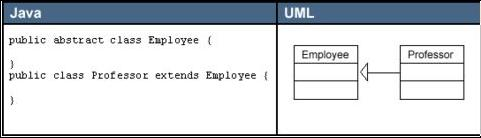 Java
UML
public abstract class Employee {
}
public class Professor extends Employee {
}
Employee
Professor